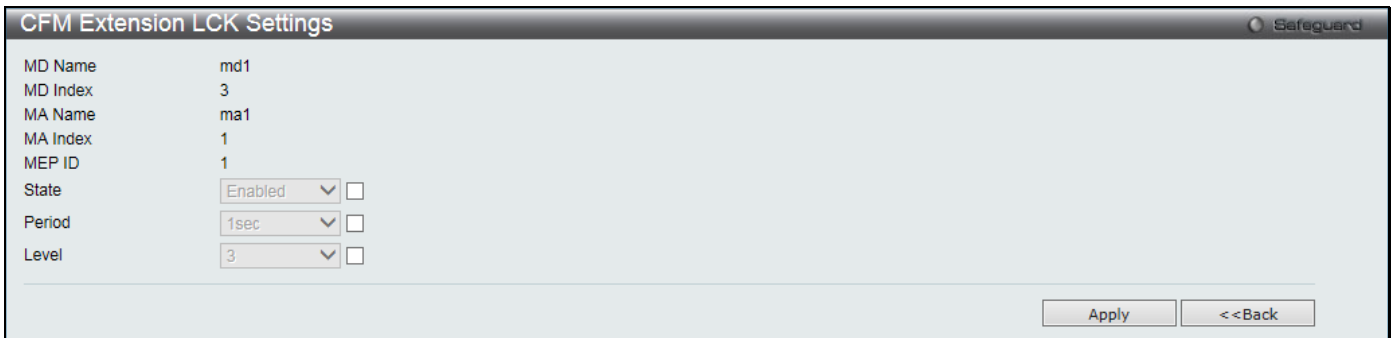 CFM Extension LCK Settings
Safeguard
MD Name md1
MD Index 3
MA Name ma1
MA Index 1
MEP ID 1
State Enabled
Period 1sec
Level 3
Apply <<Back